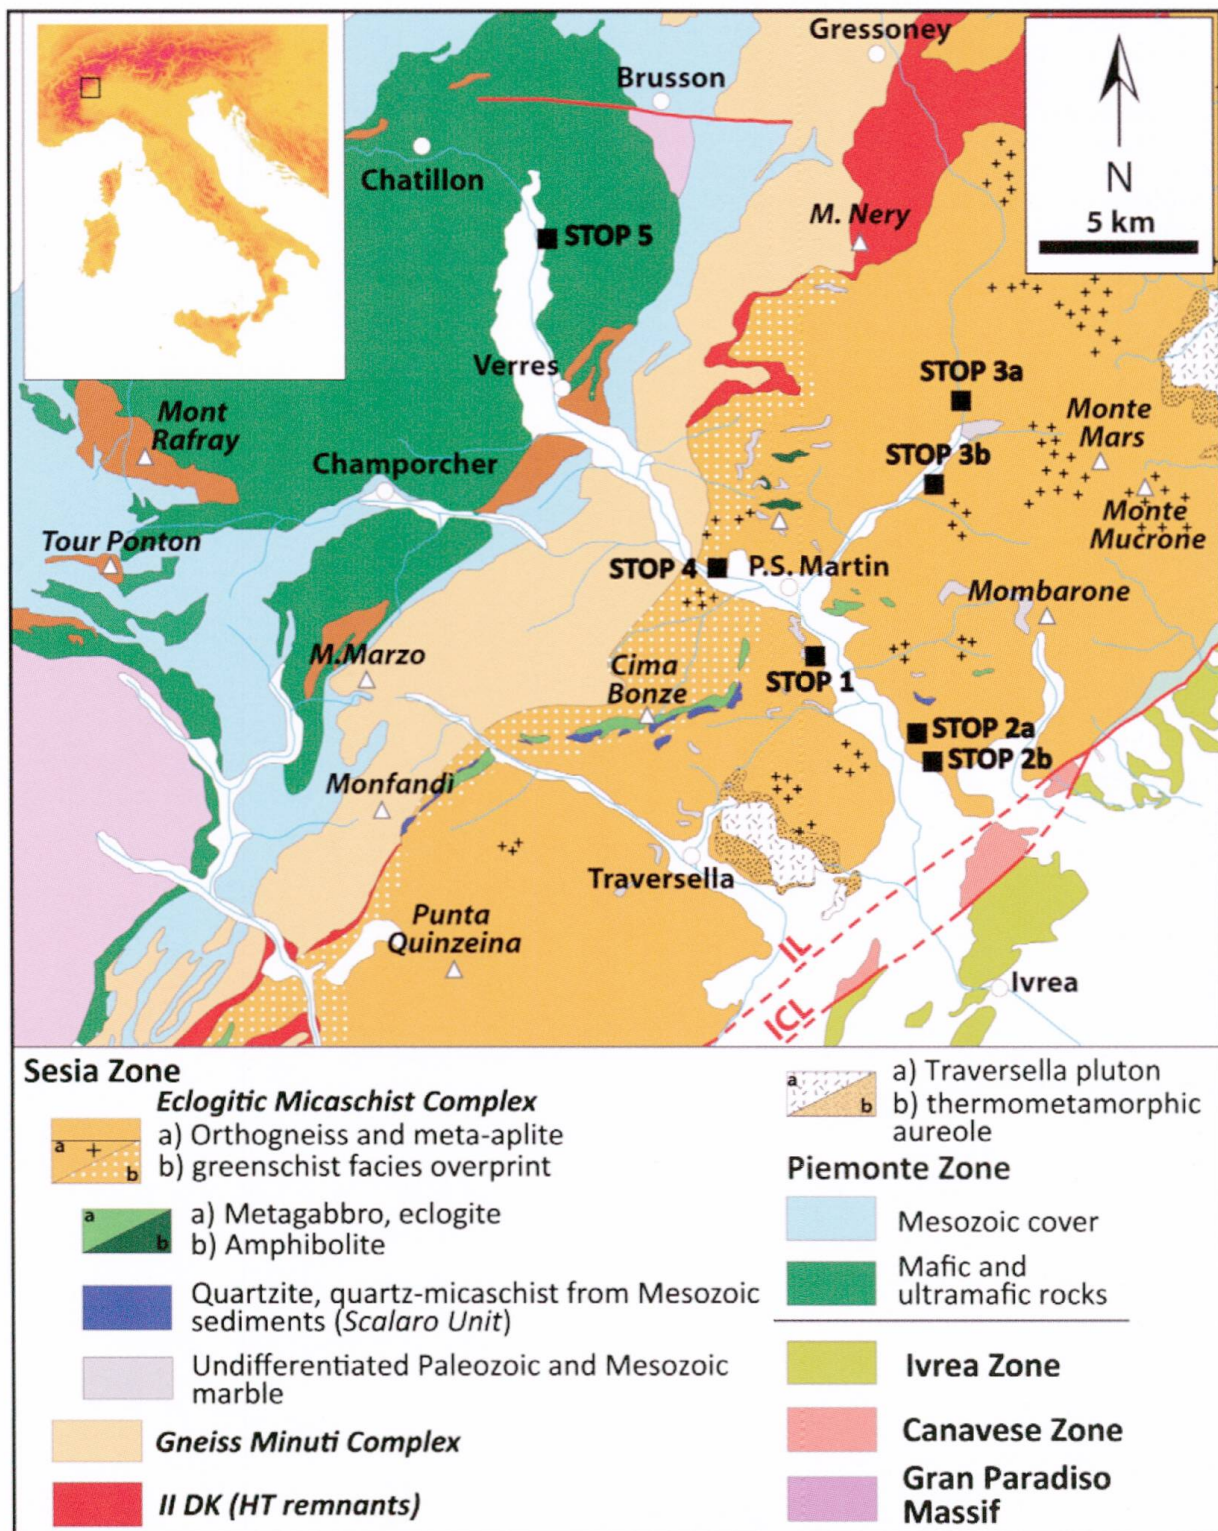 Gressoney
Brusson
Chatillon
N
5 km
M. Nery
STOP 5
Verres
STOP 3a
Mont
Rafray
Monte
Mars
Champorcher
STOP 3b
Monte
Mucrone
Tour Ponton
STOP 4
P.S. Martin
Mombarone
M.Marzo
Cima
Bonze
STOP 1
STOP 2a
STOP 2b
Monfandì
Traversella
Punta
Quinzeina
IL
ICL
Ivrea
Sesia Zone
Eclogitic Micaschist Complex
a
b
a) Orthogneiss and meta-aplite
b) greenschist facies overprint
a
b
a) Metagabbro, eclogite
b) Amphibolite
Quartzite, quartz-micaschist from Mesozoic
sediments (Scalaro Unit)
Undifferentiated Paleozoic and Mesozoic
marble
Gneiss Minuti Complex
II DK (HT remnants)
a
b
a) Traversella pluton
b) thermometamorphic
aureole
Piemonte Zone
Mesozoic cover
Mafic and
ultramafic rocks
Ivrea Zone
Canavese Zone
Gran Paradiso
Massif